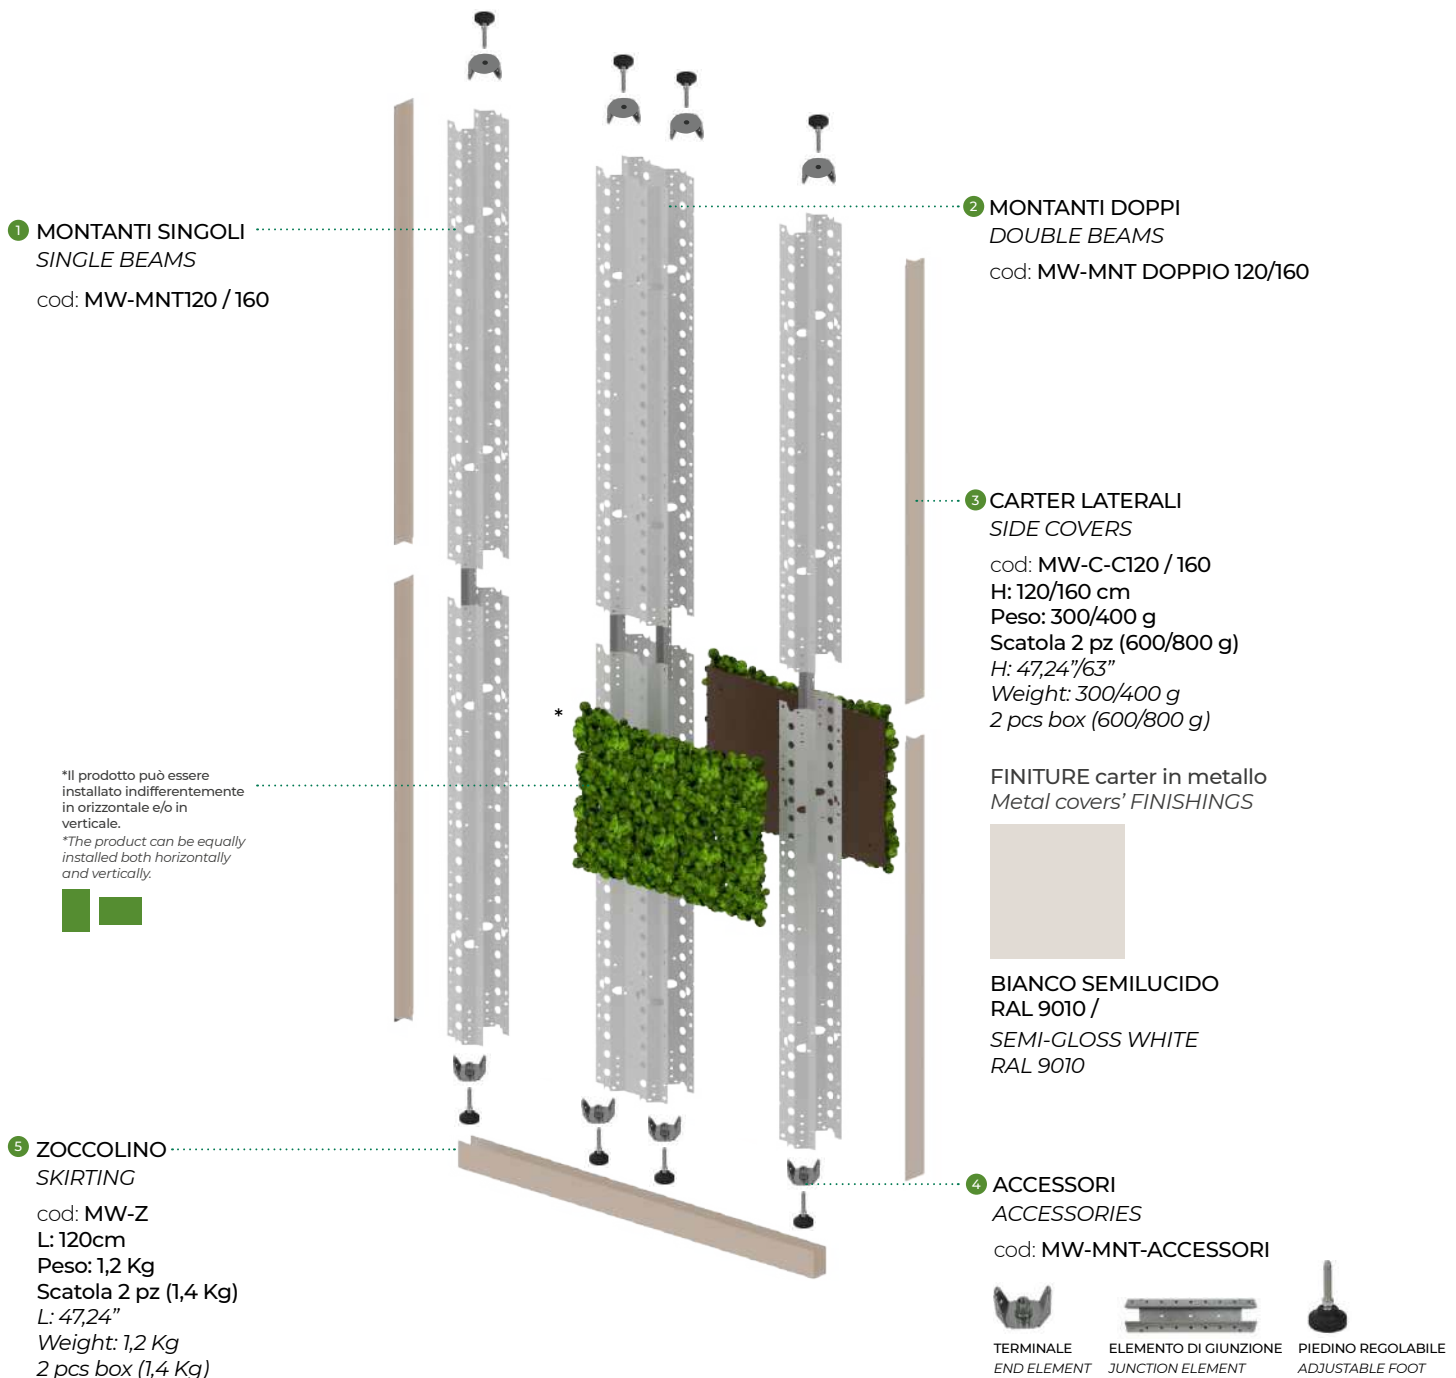 1 MONTANTI SINGOLI
SINGLE BEAMS
cod: MW-MNT120 / 160
2 MONTANTI DOPPI
DOUBLE BEAMS
cod: MW-MNT DOPPIO 120/160
3 CARTER LATERALI
SIDE COVERS
cod: MW-C-C120 / 160
H: 120/160 cm
Peso: 300/400 g
Scatola 2 pz (600/800 g)
H: 47,24”/63”
Weight: 300/400 g
2 pcs box (600/800 g)
FINITURE carter in metallo
Metal covers’ FINISHINGS
BIANCO SEMILUCIDO
RAL 9010 /
SEMI-GLOSS WHITE
RAL 9010
*
*Il prodotto può essere
installato indifferentemente
in orizzontale e/o in
verticale.
*The product can be equally
installed both horizontally
and vertically.
5 ZOCCOLINO
SKIRTING
cod: MW-Z
L: 120cm
Peso: 1,2 Kg
Scatola 2 pz (1,4 Kg)
L: 47,24”
Weight: 1,2 Kg
2 pcs box (1,4 Kg)
4 ACCESSORI
ACCESSORIES
cod: MW-MNT-ACCESSORI
TERMINALE
END ELEMENT
ELEMENTO DI GIUNZIONE
JUNCTION ELEMENT
PIEDINO REGOLABILE
ADJUSTABLE FOOT